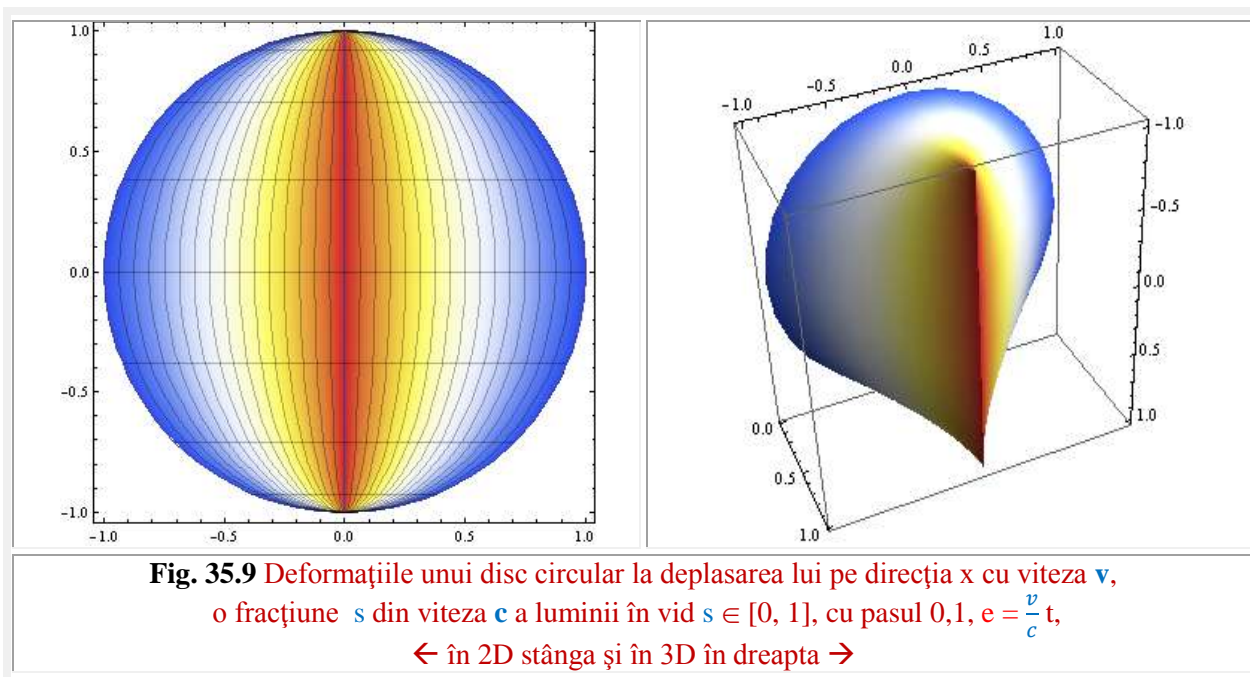 1.0
0.5
0.0
-0.5
-1.0
-1.0 -0.5 0.0 0.5 1.0
-1.0 -0.5 0.0 0.5 1.0
-1.0
-0.5
0.0
0.5
1.0
0.0
0.5
1.0
Fig. 35.9 Deformaţiile unui disc circular la deplasarea lui pe direcţia x cu viteza v,
o fracţiune s din viteza c a luminii în vid s ∈ [0, 1], cu pasul 0,1, e = v/c t,
← în 2D stânga şi în 3D în dreapta →